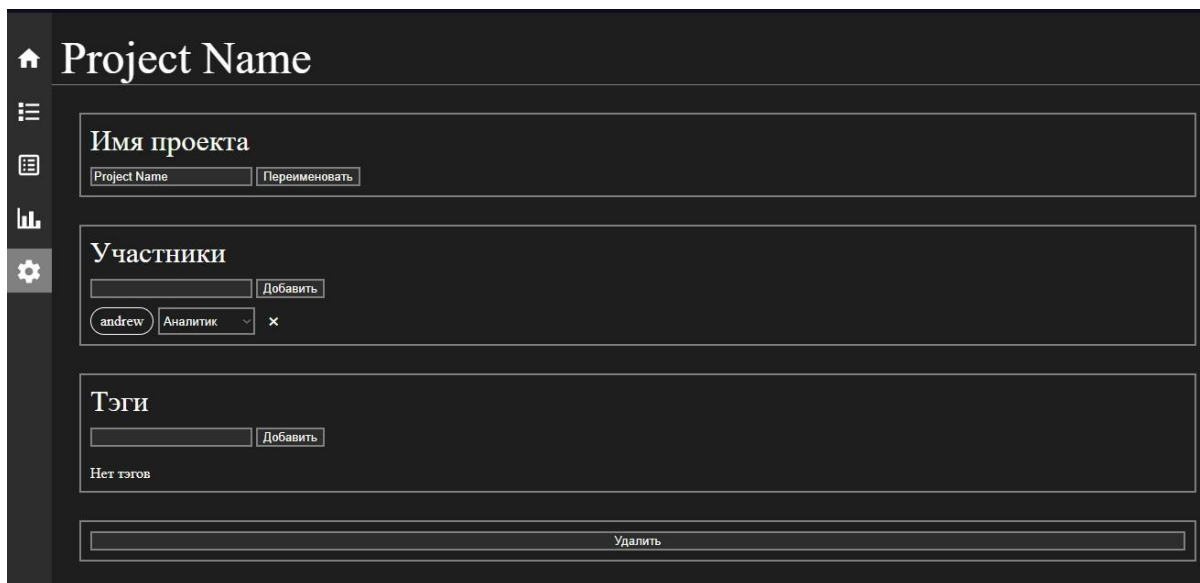 Project Name
Имя проекта
Project Name Переименовать
Участники
Добавить
andrew Аналитик ×
Тэги
Добавить
Нет тэгов
Удалить